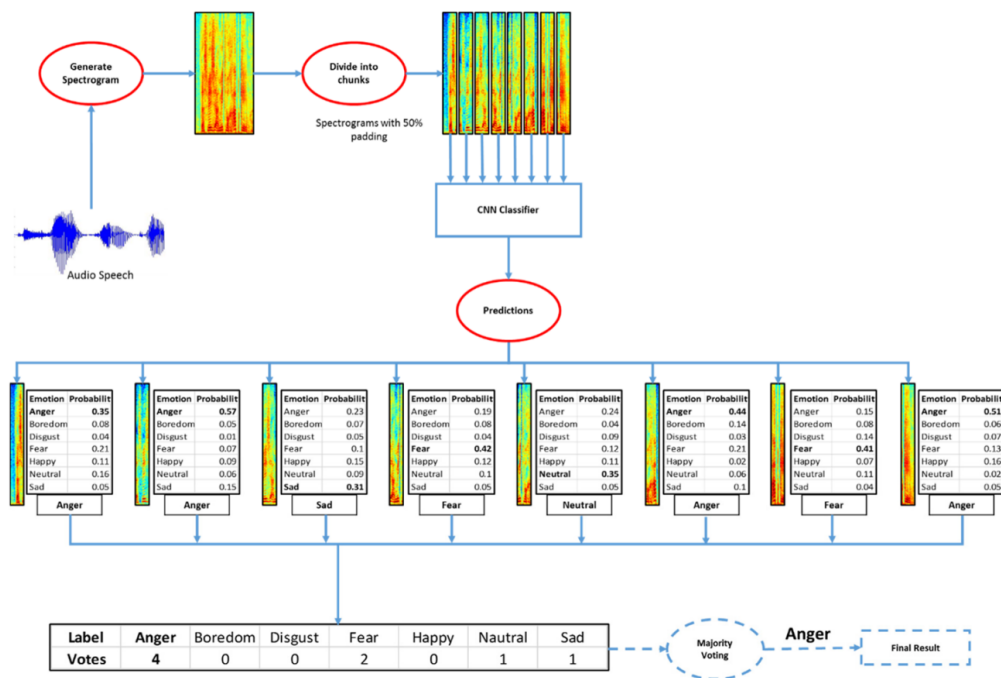 Generate
Spectrogram
Divide into
chunks
Spectrograms with 50%
padding
Audio Speech
CNN Classifier
Predictions
Emotion Probabilit
Anger 0.35
Boredom 0.08
Disgust 0.04
Fear 0.21
Happy 0.11
Neutral 0.16
Sad 0.05
Anger
Emotion Probabilit
Anger 0.57
Boredom 0.05
Disgust 0.01
Fear 0.07
Happy 0.09
Neutral 0.06
Sad 0.15
Anger
Emotion Probabilit
Anger 0.23
Boredom 0.07
Disgust 0.05
Fear 0.1
Happy 0.15
Neutral 0.09
Sad 0.31
Sad
Emotion Probabilit
Anger 0.19
Boredom 0.08
Disgust 0.04
Fear 0.42
Happy 0.12
Neutral 0.1
Sad 0.05
Fear
Emotion Probabilit
Anger 0.24
Boredom 0.04
Disgust 0.09
Fear 0.12
Happy 0.11
Neutral 0.35
Sad 0.05
Neutral
Emotion Probabilit
Anger 0.44
Boredom 0.14
Disgust 0.03
Fear 0.21
Happy 0.02
Neutral 0.06
Sad 0.1
Anger
Emotion Probabilit
Anger 0.15
Boredom 0.08
Disgust 0.14
Fear 0.41
Happy 0.07
Neutral 0.11
Sad 0.04
Fear
Emotion Probabilit
Anger 0.51
Boredom 0.06
Disgust 0.07
Fear 0.13
Happy 0.16
Neutral 0.02
Sad 0.05
Anger
Label Anger Boredom Disgust Fear Happy Nautral Sad
Votes 4 0 0 2 0 1 1
Majority
Voting
Anger
Final Result